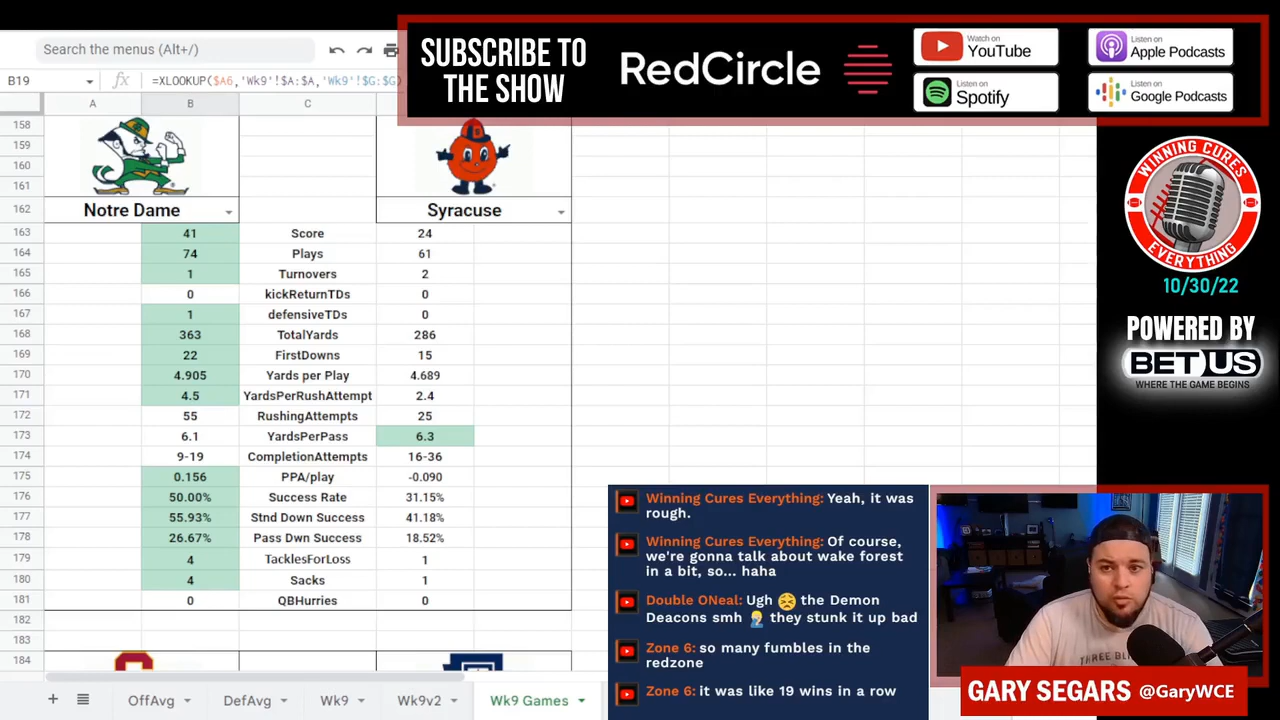 SUBSCRIBE TO
THE SHOW
RedCircle
Watch on
YouTube
Listen on
Apple Podcasts
Listen on
Spotify
Listen on
Google Podcasts
Search the menus (Alt+/)
B19
fx
=XLOOKUP($A6,'Wk9'!$A:$A,'Wk9'!$G:$G)
A B C
158
159
160
161
162 Notre Dame Syracuse
163 41 Score 24
164 74 Plays 61
165 1 Turnovers 2
166 0 kickReturnTDs 0
167 1 defensiveTDs 0
168 363 TotalYards 286
169 22 FirstDowns 15
170 4.905 Yards per Play 4.689
171 4.5 YardsPerRushAttempt 2.4
172 55 RushingAttempts 25
173 6.1 YardsPerPass 6.3
174 9-19 CompletionAttempts 16-36
175 0.156 PPA/play -0.090
176 50.00% Success Rate 31.15%
177 55.93% Stnd Down Success 41.18%
178 26.67% Pass Dwn Success 18.52%
179 4 TacklesForLoss 1
180 4 Sacks 1
181 0 QBHurries 0
182
183
184
OffAvg DefAvg Wk9 Wk9v2 Wk9 Games
Winning Cures Everything: Yeah, it was
rough.
Winning Cures Everything: Of course,
we're gonna talk about wake forest
in a bit, so... haha
Double ONeal: Ugh 😣 the Demon
Deacons smh 🤦 they stunk it up bad
Zone 6: so many fumbles in the
redzone
Zone 6: it was like 19 wins in a row
WINNING CURES
EVERYTHING
10/30/22
POWERED BY
BETUS
WHERE THE GAME BEGINS
THREE BLI
GARY SEGARS @GaryWCE